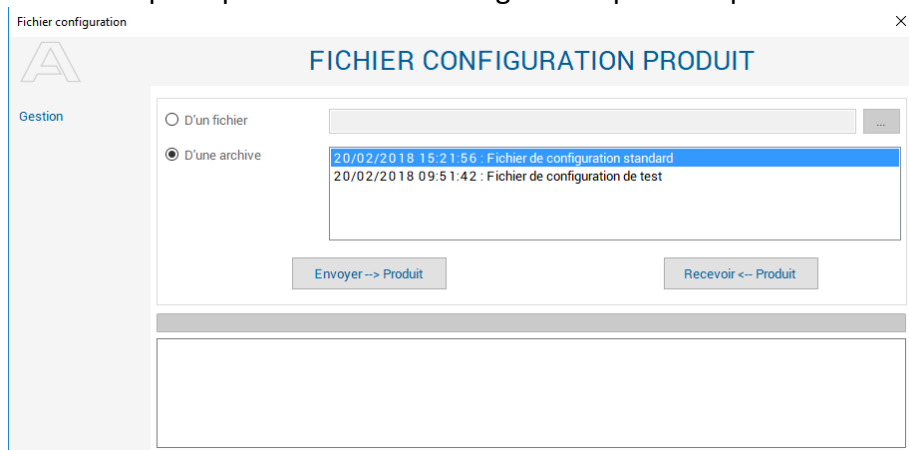 Fichier configuration
A
FICHIER CONFIGURATION PRODUIT
Gestion
D'un fichier
...
D'une archive
20/02/2018 15:21:56 : Fichier de configuration standard
20/02/2018 09:51:42 : Fichier de configuration de test
Envoyer --> Produit
Recevoir <-- Produit